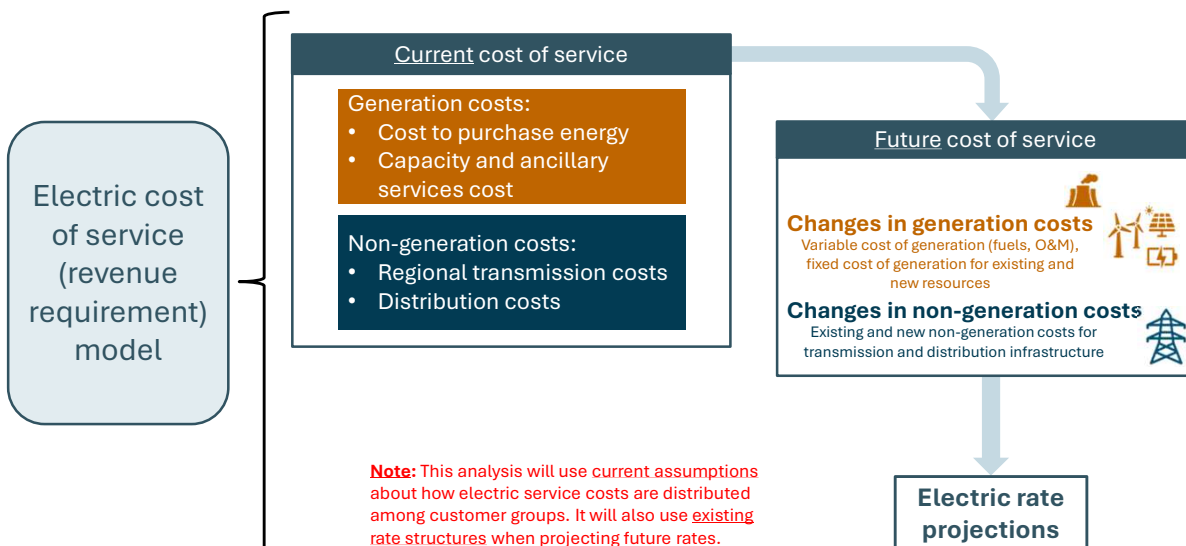 Electric cost
of service
(revenue
requirement)
model
Current cost of service
Generation costs:
• Cost to purchase energy
• Capacity and ancillary
services cost
Non-generation costs:
• Regional transmission costs
• Distribution costs
Future cost of service
Changes in generation costs
Variable cost of generation (fuels, O&M),
fixed cost of generation for existing and
new resources
Changes in non-generation costs
Existing and new non-generation costs for
transmission and distribution infrastructure
Note: This analysis will use current assumptions
about how electric service costs are distributed
among customer groups. It will also use existing
rate structures when projecting future rates.
Electric rate
projections